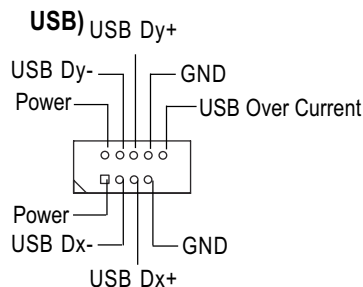 USB)
USB Dy+
USB Dy-
GND
Power
USB Over Current
Power
USB Dx-
GND
USB Dx+